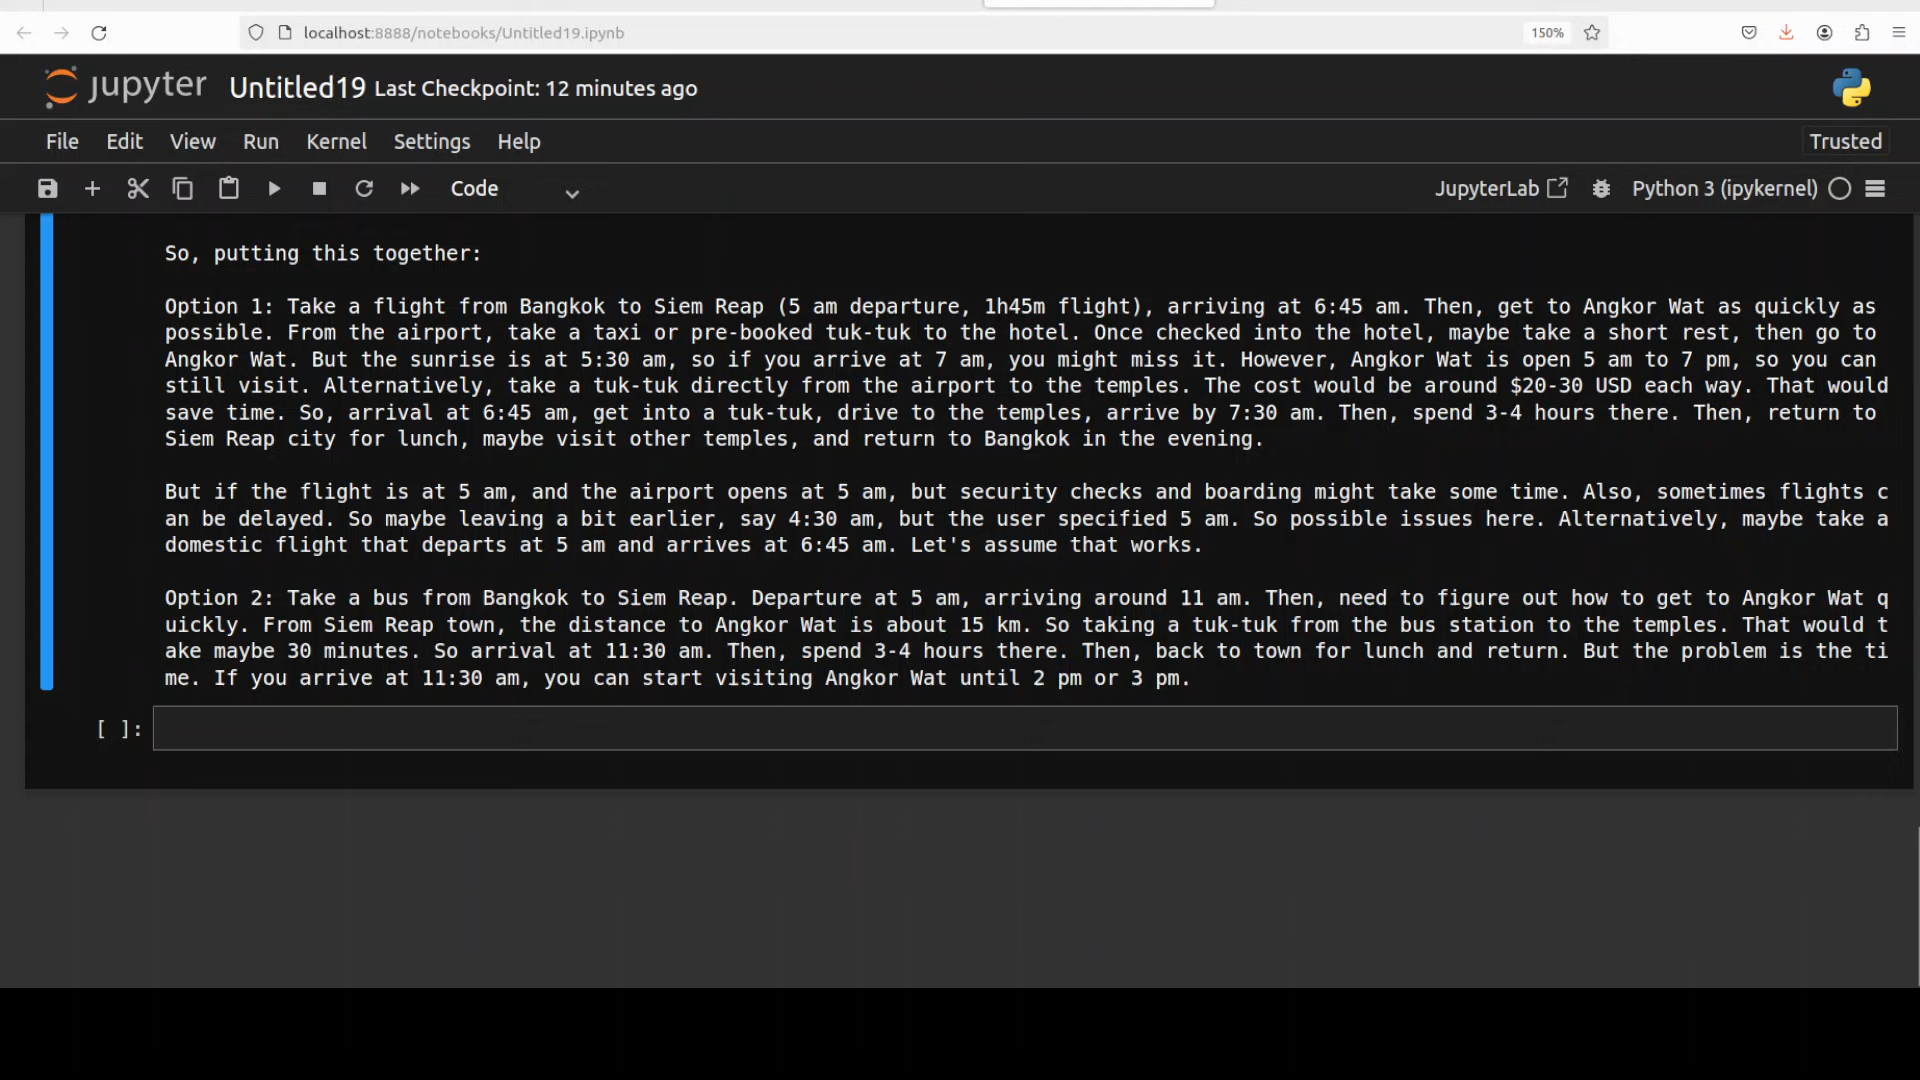 localhost:8888/notebooks/Untitled19.ipynb
150%
jupyter Untitled19 Last Checkpoint: 12 minutes ago
File Edit View Run Kernel Settings Help
Trusted
Code
JupyterLab
Python 3 (ipykernel)
So, putting this together:
Option 1: Take a flight from Bangkok to Siem Reap (5 am departure, 1h45m flight), arriving at 6:45 am. Then, get to Angkor Wat as quickly as
possible. From the airport, take a taxi or pre-booked tuk-tuk to the hotel. Once checked into the hotel, maybe take a short rest, then go to
Angkor Wat. But the sunrise is at 5:30 am, so if you arrive at 7 am, you might miss it. However, Angkor Wat is open 5 am to 7 pm, so you can
still visit. Alternatively, take a tuk-tuk directly from the airport to the temples. The cost would be around $20-30 USD each way. That would
save time. So, arrival at 6:45 am, get into a tuk-tuk, drive to the temples, arrive by 7:30 am. Then, spend 3-4 hours there. Then, return to
Siem Reap city for lunch, maybe visit other temples, and return to Bangkok in the evening.
But if the flight is at 5 am, and the airport opens at 5 am, but security checks and boarding might take some time. Also, sometimes flights c
an be delayed. So maybe leaving a bit earlier, say 4:30 am, but the user specified 5 am. So possible issues here. Alternatively, maybe take a
domestic flight that departs at 5 am and arrives at 6:45 am. Let's assume that works.
Option 2: Take a bus from Bangkok to Siem Reap. Departure at 5 am, arriving around 11 am. Then, need to figure out how to get to Angkor Wat q
uickly. From Siem Reap town, the distance to Angkor Wat is about 15 km. So taking a tuk-tuk from the bus station to the temples. That would t
ake maybe 30 minutes. So arrival at 11:30 am. Then, spend 3-4 hours there. Then, back to town for lunch and return. But the problem is the ti
me. If you arrive at 11:30 am, you can start visiting Angkor Wat until 2 pm or 3 pm.
[ ]: